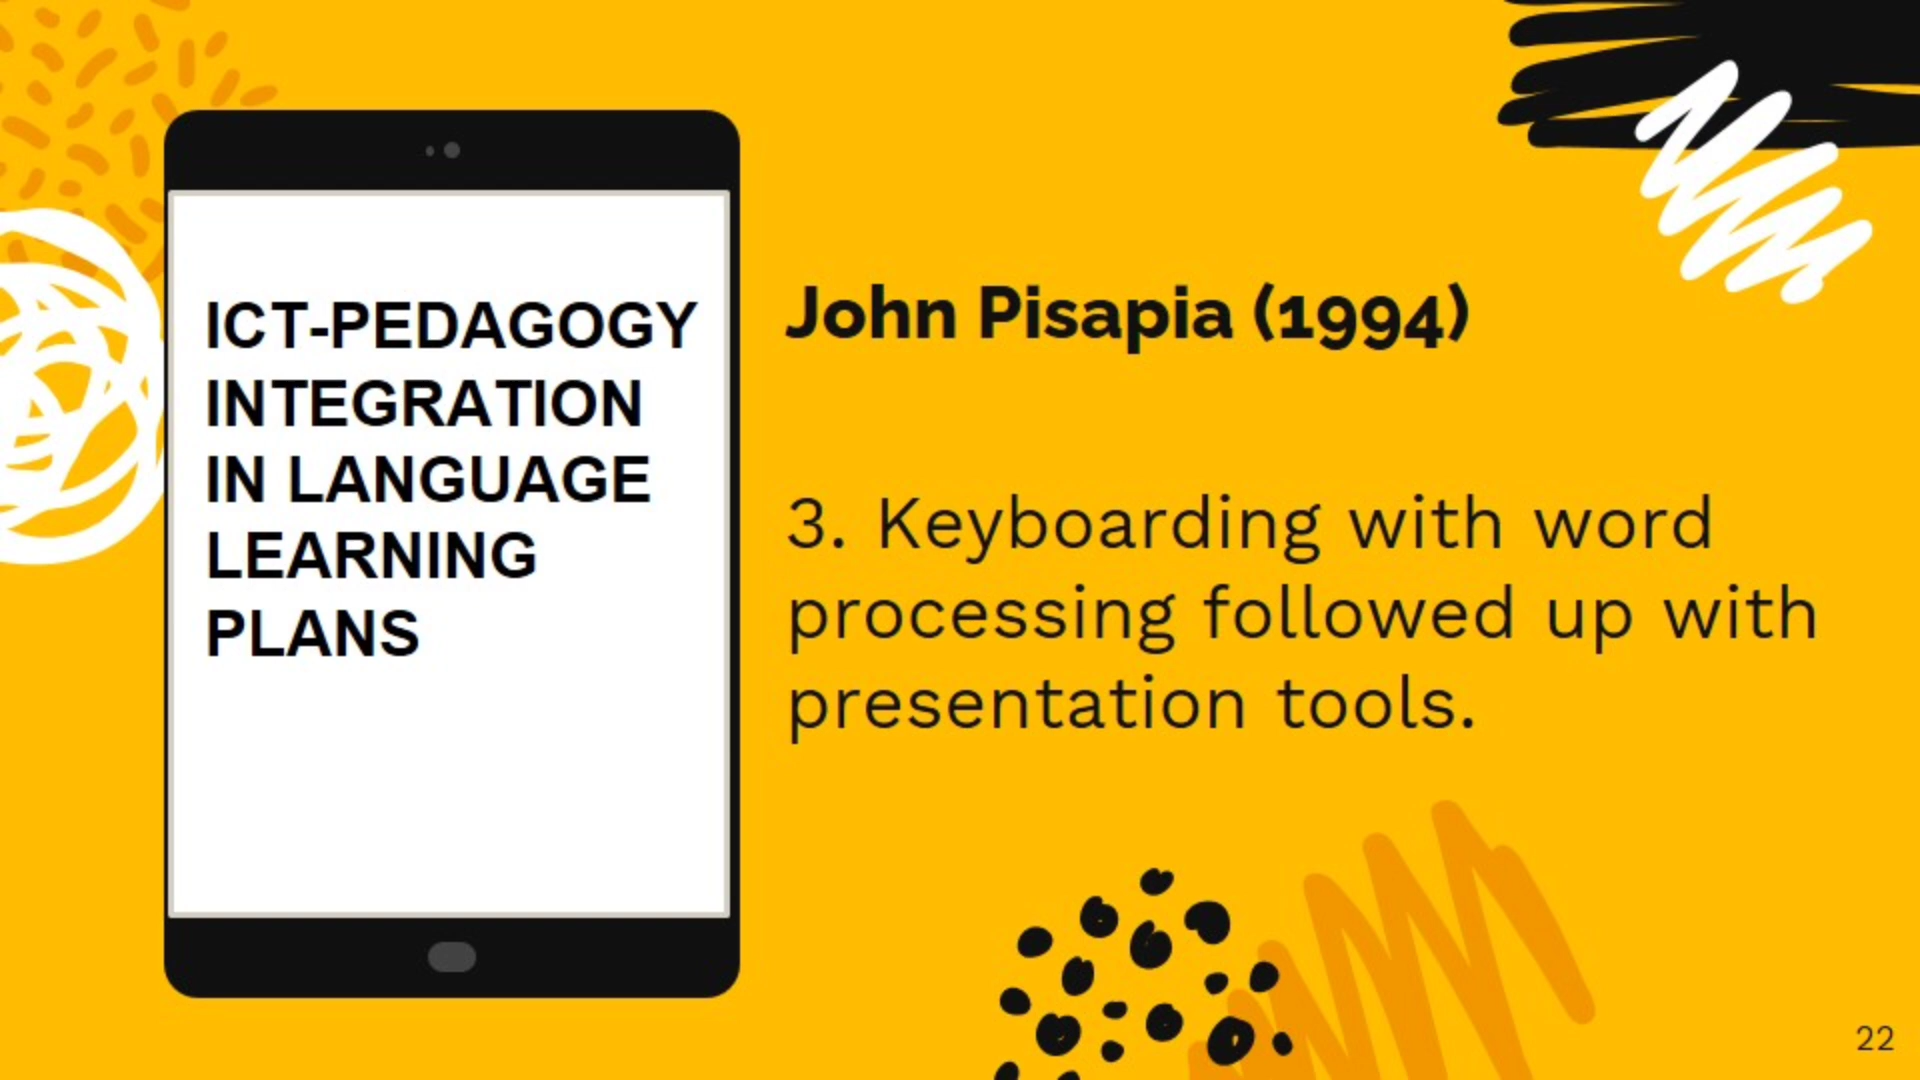 ICT-PEDAGOGY
INTEGRATION
IN LANGUAGE
LEARNING
PLANS
John Pisapia (1994)
3. Keyboarding with word
processing followed up with
presentation tools.
22